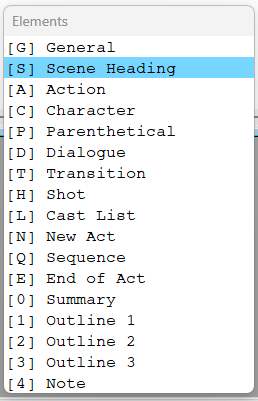 Elements
[G] General
[S] Scene Heading
[A] Action
[C] Character
[P] Parenthetical
[D] Dialogue
[T] Transition
[H] Shot
[L] Cast List
[N] New Act
[Q] Sequence
[E] End of Act
[0] Summary
[1] Outline 1
[2] Outline 2
[3] Outline 3
[4] Note